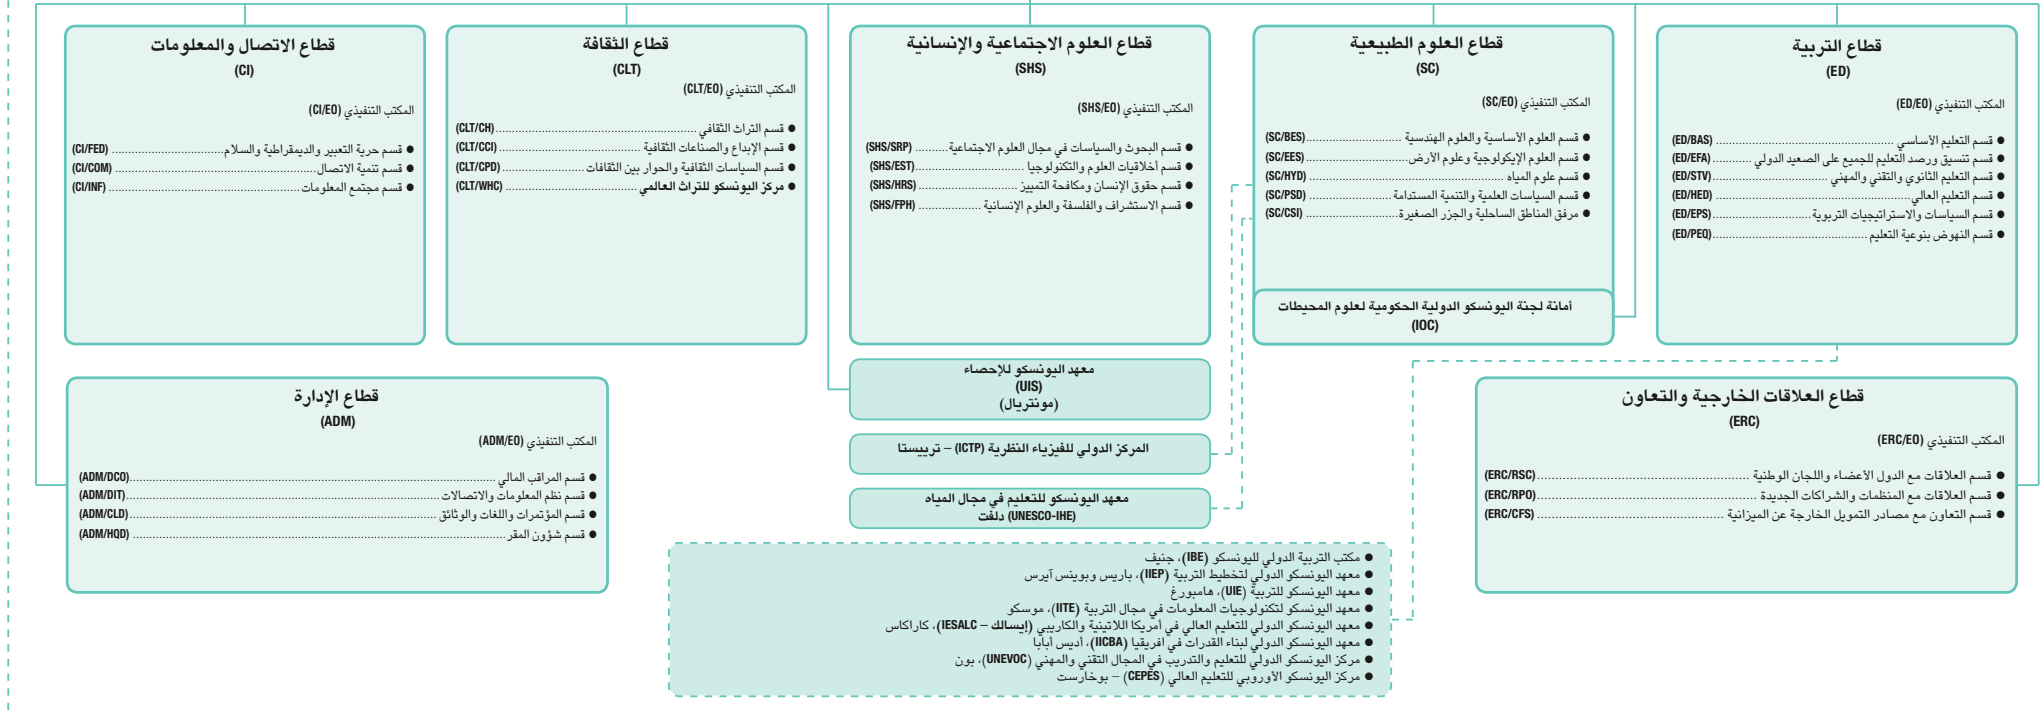 قطاع التربية
(ED)
المكتب التنفيذي (ED/EO)
● قسم التعليم الأساسي ........ (ED/BAS)
● قسم تنسيق ورصد التعليم للجميع على الصعيد الدولي ........ (ED/EFA)
● قسم التعليم الثانوي والتقني والمهني ........ (ED/STV)
● قسم التعليم العالي ........ (ED/HED)
● قسم السياسات والاستراتيجيات التربوية ........ (ED/EPS)
● قسم النهوض بنوعية التعليم ........ (ED/PEQ)
قطاع العلوم الطبيعية
(SC)
المكتب التنفيذي (SC/EO)
● قسم العلوم الأساسية والعلوم الهندسية ........ (SC/BES)
● قسم العلوم الإيكولوجية وعلوم الأرض ........ (SC/EES)
● قسم علوم المياه ........ (SC/HYD)
● قسم السياسات العلمية والتنمية المستدامة ........ (SC/PSD)
● مرفق المناطق الساحلية والجزر الصغيرة ........ (SC/CSI)
أمانة لجنة اليونسكو الدولية الحكومية لعلوم المحيطات
(IOC)
قطاع العلوم الاجتماعية والإنسانية
(SHS)
المكتب التنفيذي (SHS/EO)
● قسم البحوث والسياسات في مجال العلوم الاجتماعية ........ (SHS/SRP)
● قسم أخلاقيات العلوم والتكنولوجيا ........ (SHS/EST)
● قسم حقوق الإنسان ومكافحة التمييز ........ (SHS/HRS)
● قسم الاستشراف والفلسفة والعلوم الإنسانية ........ (SHS/FPH)
قطاع الثقافة
(CLT)
المكتب التنفيذي (CLT/EO)
● قسم التراث الثقافي ........ (CLT/CH)
● قسم الإبداع والصناعات الثقافية ........ (CLT/CCI)
● قسم السياسات الثقافية والحوار بين الثقافات ........ (CLT/CPD)
● مركز اليونسكو للتراث العالمي ........ (CLT/WHC)
قطاع الاتصال والمعلومات
(CI)
المكتب التنفيذي (CI/EO)
● قسم حرية التعبير والديمقراطية والسلام ........ (CI/FED)
● قسم تنمية الاتصال ........ (CI/COM)
● قسم مجتمع المعلومات ........ (CI/INF)
قطاع العلاقات الخارجية والتعاون
(ERC)
المكتب التنفيذي (ERC/EO)
● قسم العلاقات مع الدول الأعضاء واللجان الوطنية ........ (ERC/RSC)
● قسم العلاقات مع المنظمات والشراكات الجديدة ........ (ERC/RPO)
● قسم التعاون مع مصادر التمويل الخارجة عن الميزانية ........ (ERC/CFS)
معهد اليونسكو للإحصاء
(UIS)
(مونتريال)
المركز الدولي للفيزياء النظرية (ICTP) – ترييستا
معهد اليونسكو للتعليم في مجال المياه
(UNESCO-IHE) دلفت
قطاع الإدارة
(ADM)
المكتب التنفيذي (ADM/EO)
● قسم المراقب المالي ........ (ADM/DCO)
● قسم نظم المعلومات والاتصالات ........ (ADM/DIT)
● قسم المؤتمرات واللغات والوثائق ........ (ADM/CLD)
● قسم شؤون المقر ........ (ADM/HQD)
● مكتب التربية الدولي لليونسكو (IBE)، جنيف
● معهد اليونسكو الدولي لتخطيط التربية (IIEP)، باريس وبوينس آيرس
● معهد اليونسكو للتربية (UIE)، هامبورغ
● معهد اليونسكو لتكنولوجيات المعلومات في مجال التربية (IITE)، موسكو
● معهد اليونسكو الدولي للتعليم العالي في أمريكا اللاتينية والكاريبي (إيسالك – IESALC)، كاراكاس
● معهد اليونسكو الدولي لبناء القدرات في افريقيا (IICBA)، أديس أبابا
● مركز اليونسكو الدولي للتعليم والتدريب في المجال التقني والمهني (UNEVOC)، بون
● مركز اليونسكو الأوروبي للتعليم العالي (CEPES) – بوخارست